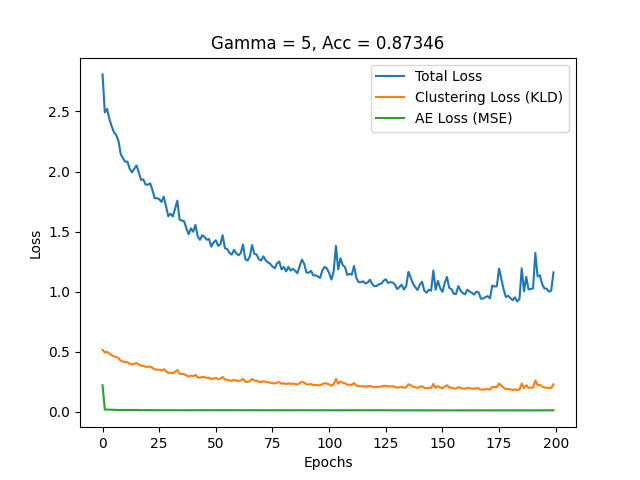 Gamma = 5, Acc = 0.87346
Total Loss
Clustering Loss (KLD)
AE Loss (MSE)
2.5
2.0
1.5
1.0
0.5
0.0
Loss
0 25 50 75 100 125 150 175 200
Epochs